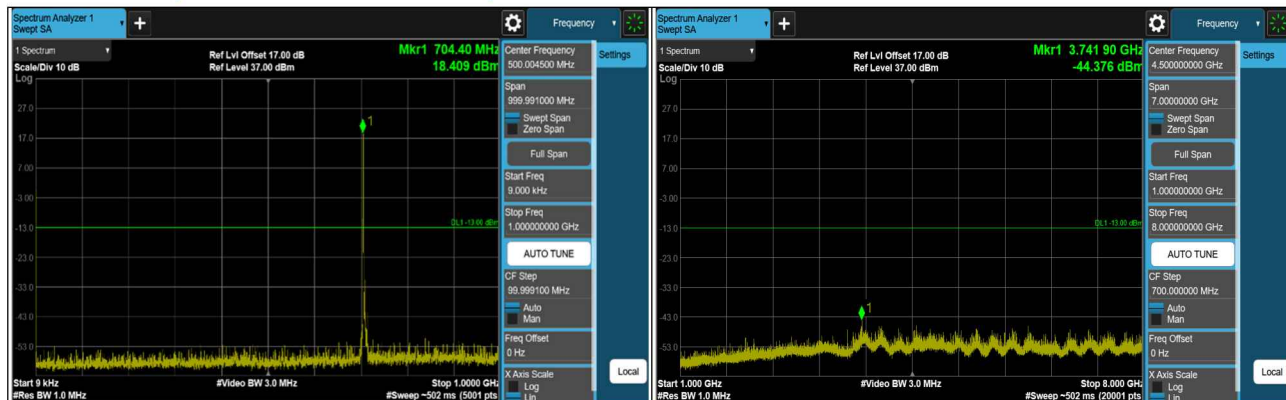 Spectrum Analyzer 1
Swept SA
+
Frequency
1 Spectrum
Scale/Div 10 dB
Log
Ref Lvl Offset 17.00 dB
Ref Level 37.00 dBm
Mkr1 704.40 MHz
18.409 dBm
27.0
17.0
7.00
-3.00
-13.0
-23.0
-33.0
-43.0
-53.0
1
DL1 -13.00 dBm
Start 9 kHz
#Res BW 1.0 MHz
#Video BW 3.0 MHz
Stop 1.0000 GHz
#Sweep ~502 ms (5001 pts)
Center Frequency
500.004500 MHz
Settings
Span
999.991000 MHz
Swept Span
Zero Span
Full Span
Start Freq
9.000 kHz
Stop Freq
1.000000000 GHz
AUTO TUNE
CF Step
99.999100 MHz
Auto
Man
Freq Offset
0 Hz
X Axis Scale
Log
Lin
Local
Spectrum Analyzer 1
Swept SA
+
Frequency
1 Spectrum
Scale/Div 10 dB
Log
Ref Lvl Offset 17.00 dB
Ref Level 37.00 dBm
Mkr1 3.741 90 GHz
-44.376 dBm
27.0
17.0
7.00
-3.00
-13.0
-23.0
-33.0
-43.0
-53.0
1
DL1 -13.00 dBm
Start 1.000 GHz
#Res BW 1.0 MHz
#Video BW 3.0 MHz
Stop 8.000 GHz
#Sweep ~502 ms (20001 pts)
Center Frequency
4.500000000 GHz
Settings
Span
7.00000000 GHz
Swept Span
Zero Span
Full Span
Start Freq
1.000000000 GHz
Stop Freq
8.000000000 GHz
AUTO TUNE
CF Step
700.000000 MHz
Auto
Man
Freq Offset
0 Hz
X Axis Scale
Log
Lin
Local